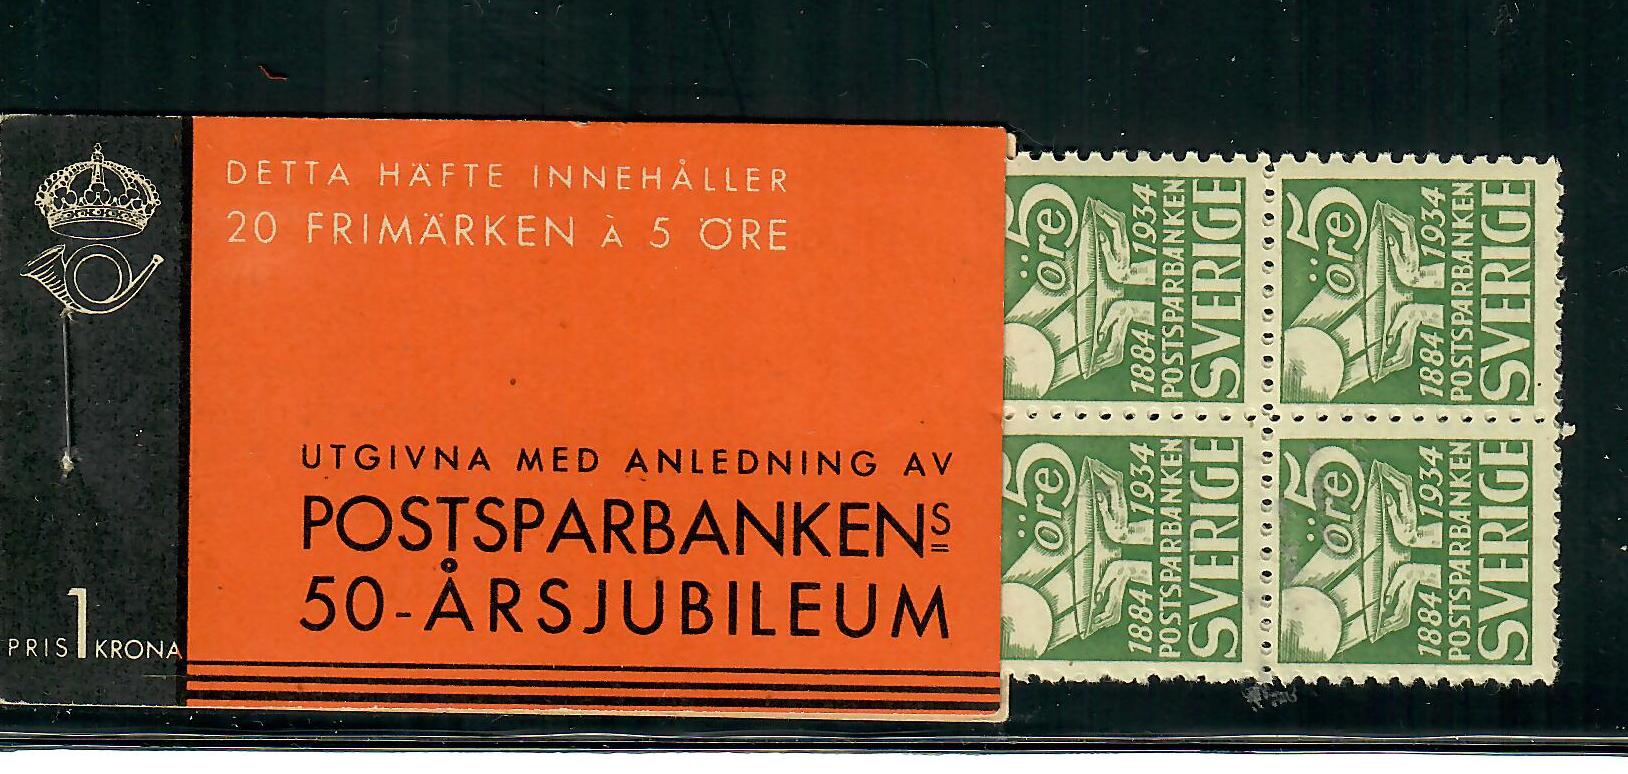 DETTA HÄFTE INNEHÅLLER
20 FRIMÄRKEN À 5 ÖRE
UTGIVNA MED ANLEDNING AV
POSTSPARBANKENS
50-ÅRSJUBILEUM
PRIS 1 KRONA
5 öre
1884 1934
POSTSPARBANKEN
SVERIGE
5 öre
1884 1934
POSTSPARBANKEN
SVERIGE
5 öre
1884 1934
POSTSPARBANKEN
SVERIGE
5 öre
1884 1934
POSTSPARBANKEN
SVERIGE